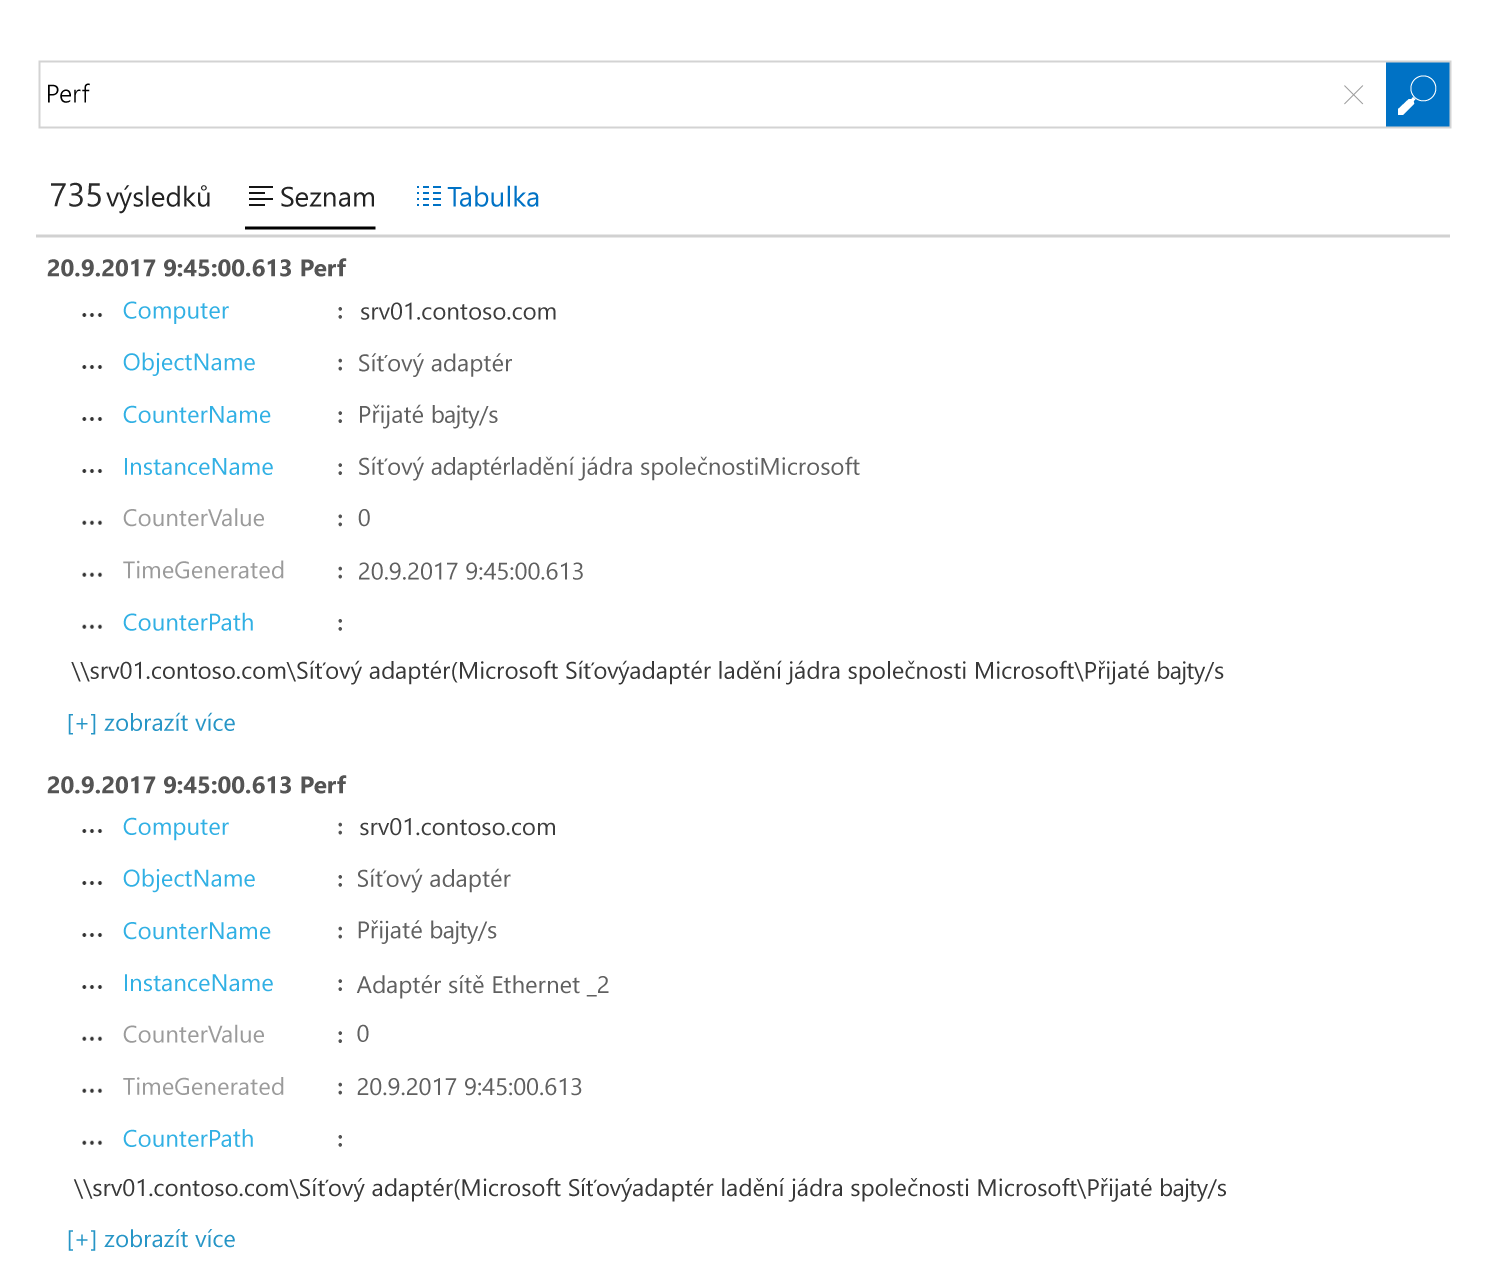 Perf
735 výsledků Seznam Tabulka
20.9.2017 9:45:00.613 Perf
... Computer : srv01.contoso.com
... ObjectName : Síťový adaptér
... CounterName : Přijaté bajty/s
... InstanceName : Síťový adaptérladění jádra společnostiMicrosoft
... CounterValue : 0
... TimeGenerated : 20.9.2017 9:45:00.613
... CounterPath :
\\srv01.contoso.com\Síťový adaptér(Microsoft Síťovýadaptér ladění jádra společnosti Microsoft\Přijaté bajty/s
[+] zobrazít více
20.9.2017 9:45:00.613 Perf
... Computer : srv01.contoso.com
... ObjectName : Síťový adaptér
... CounterName : Přijaté bajty/s
... InstanceName : Adaptér sítě Ethernet _2
... CounterValue : 0
... TimeGenerated : 20.9.2017 9:45:00.613
... CounterPath :
\\srv01.contoso.com\Síťový adaptér(Microsoft Síťovýadaptér ladění jádra společnosti Microsoft\Přijaté bajty/s
[+] zobrazít více